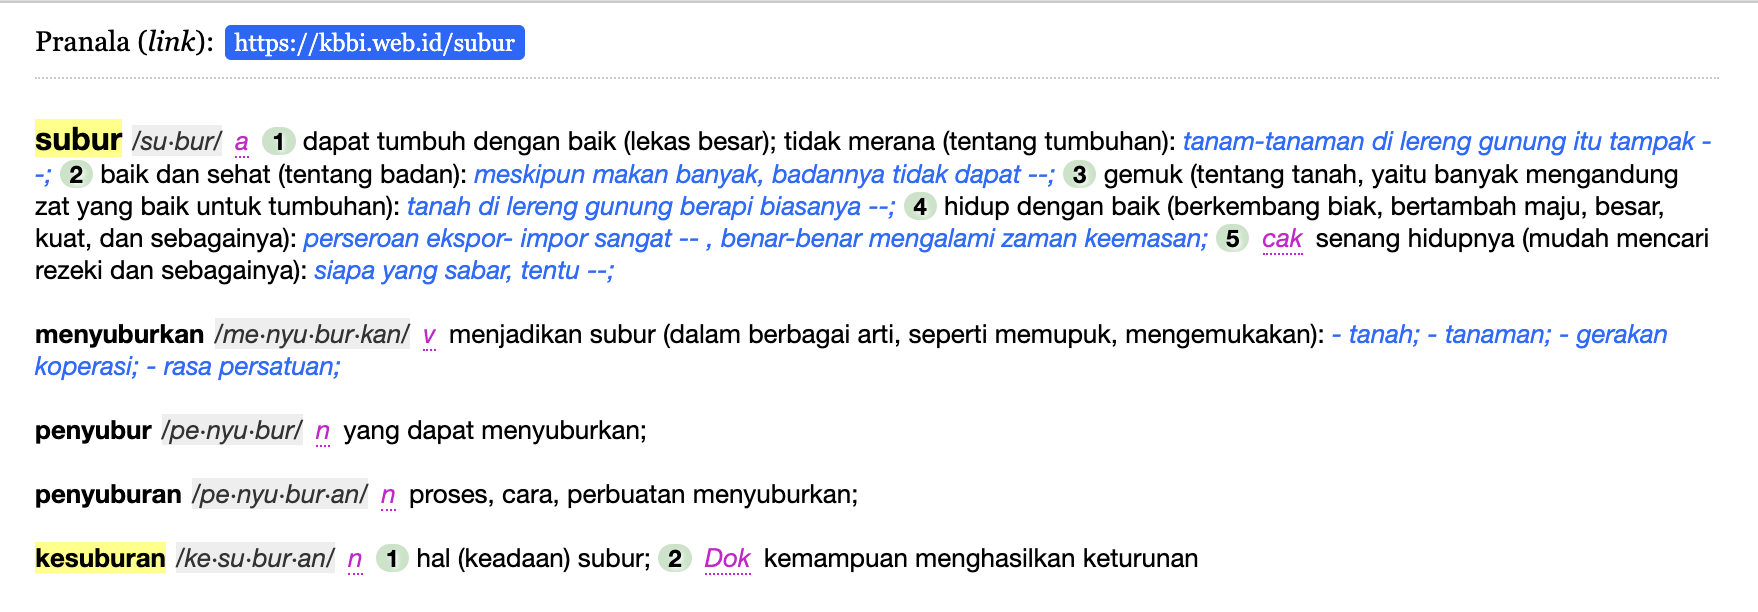 Pranala (link): https://kbbi.web.id/subur
subur /su·bur/ a 1 dapat tumbuh dengan baik (lekas besar); tidak merana (tentang tumbuhan): tanam-tanaman di lereng gunung itu tampak -
-; 2 baik dan sehat (tentang badan): meskipun makan banyak, badannya tidak dapat --; 3 gemuk (tentang tanah, yaitu banyak mengandung
zat yang baik untuk tumbuhan): tanah di lereng gunung berapi biasanya --; 4 hidup dengan baik (berkembang biak, bertambah maju, besar,
kuat, dan sebagainya): perseroan ekspor- impor sangat -- , benar-benar mengalami zaman keemasan; 5 cak senang hidupnya (mudah mencari
rezeki dan sebagainya): siapa yang sabar, tentu --;
menyuburkan /me·nyu·bur·kan/ v menjadikan subur (dalam berbagai arti, seperti memupuk, mengemukakan): - tanah; - tanaman; - gerakan
koperasi; - rasa persatuan;
penyubur /pe·nyu·bur/ n yang dapat menyuburkan;
penyuburan /pe·nyu·bur·an/ n proses, cara, perbuatan menyuburkan;
kesuburan /ke·su·bur·an/ n 1 hal (keadaan) subur; 2 Dok kemampuan menghasilkan keturunan